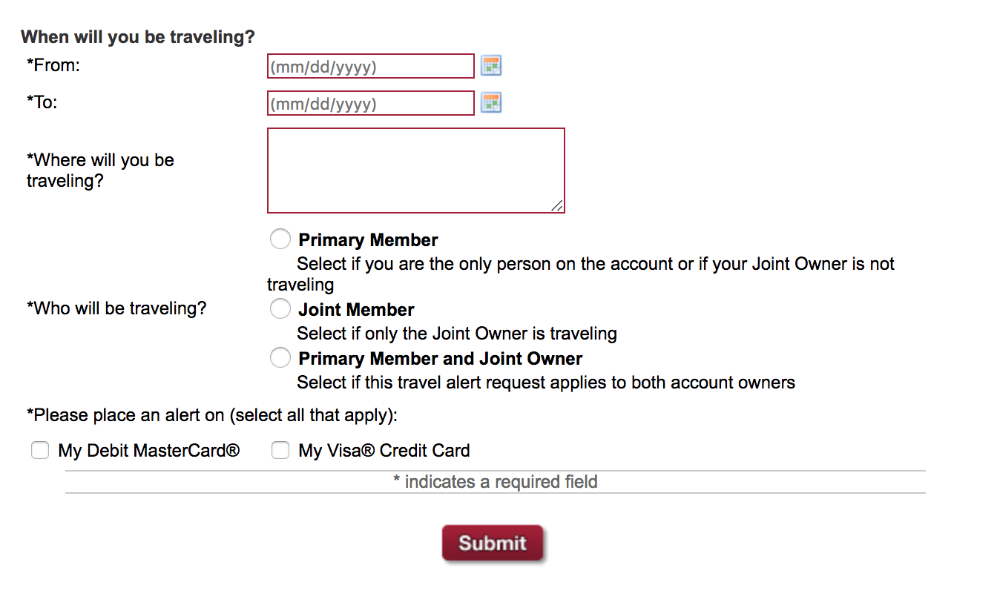 When will you be traveling?
*From:
(mm/dd/yyyy)
*To:
(mm/dd/yyyy)
*Where will you be
traveling?
Primary Member
Select if you are the only person on the account or if your Joint Owner is not
traveling
*Who will be traveling?
Joint Member
Select if only the Joint Owner is traveling
Primary Member and Joint Owner
Select if this travel alert request applies to both account owners
*Please place an alert on (select all that apply):
My Debit MasterCard® My Visa® Credit Card
* indicates a required field
Submit